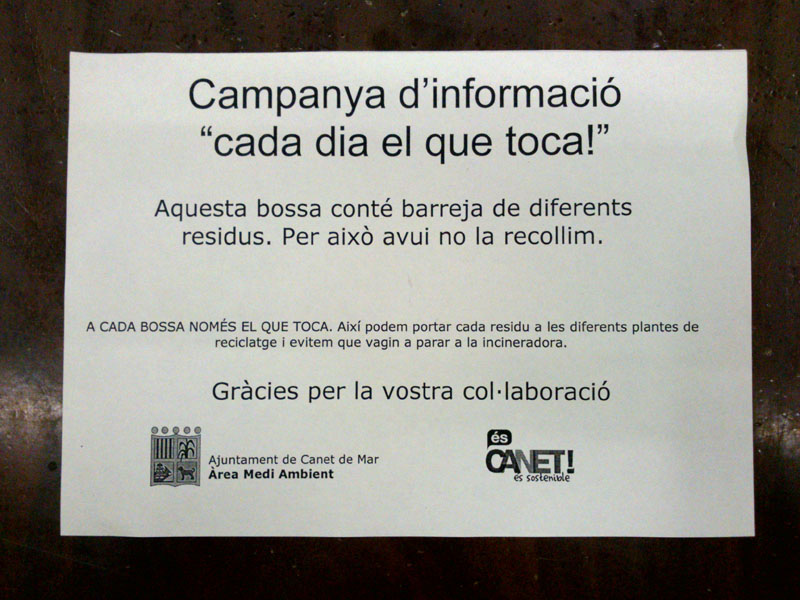 Campanya d'informació
“cada dia el que toca!”
Aquesta bossa conté barreja de diferents
residus. Per això avui no la recollim.
A CADA BOSSA NOMÉS EL QUE TOCA. Així podem portar cada residu a les diferents plantes de
reciclatge i evitem que vagin a parar a la incineradora.
Gràcies per la vostra col·laboració
Ajuntament de Canet de Mar
Àrea Medi Ambient
és
CANET!
és sostenible